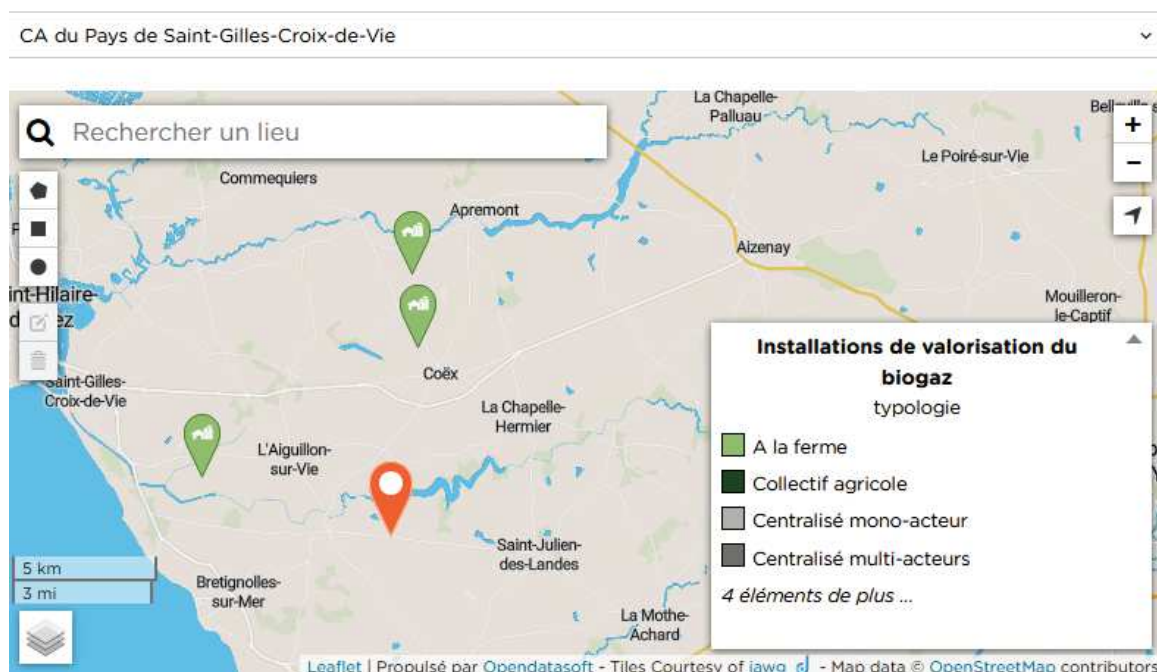 CA du Pays de Saint-Gilles-Croix-de-Vie
Rechercher un lieu
La Chapelle-
Palluau
+
−
Le Poiré-sur-Vie
Commequiers
Apremont
Aizenay
int-Hilaire-
Mouilleron-
le-Captif
Coëx
Saint-Gilles-
Croix-de-Vie
La Chapelle-
Hermier
L'Aiguillon-
sur-Vie
Saint-Julien-
des-Landes
Bretignolles-
sur-Mer
La Mothe-
Achard
5 km
3 mi
Installations de valorisation du
biogaz
typologie
A la ferme
Collectif agricole
Centralisé mono-acteur
Centralisé multi-acteurs
4 éléments de plus ...
Leaflet | Propulsé par Opendatasoft - Tiles Courtesy of jawg - Map data © OpenStreetMap contributors